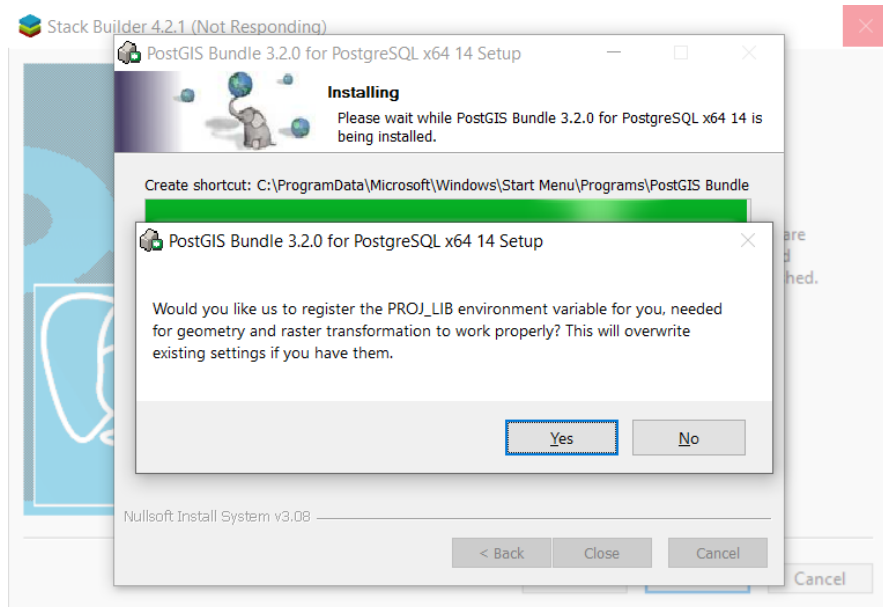 Stack Builder 4.2.1 (Not Responding)
PostGIS Bundle 3.2.0 for PostgreSQL x64 14 Setup
Installing
Please wait while PostGIS Bundle 3.2.0 for PostgreSQL x64 14 is
being installed.
Create shortcut: C:\ProgramData\Microsoft\Windows\Start Menu\Programs\PostGIS Bundle
PostGIS Bundle 3.2.0 for PostgreSQL x64 14 Setup
are
hed.
Would you like us to register the PROJ_LIB environment variable for you, needed
for geometry and raster transformation to work properly? This will overwrite
existing settings if you have them.
Yes No
Nullsoft Install System v3.08
< Back Close Cancel
Cancel